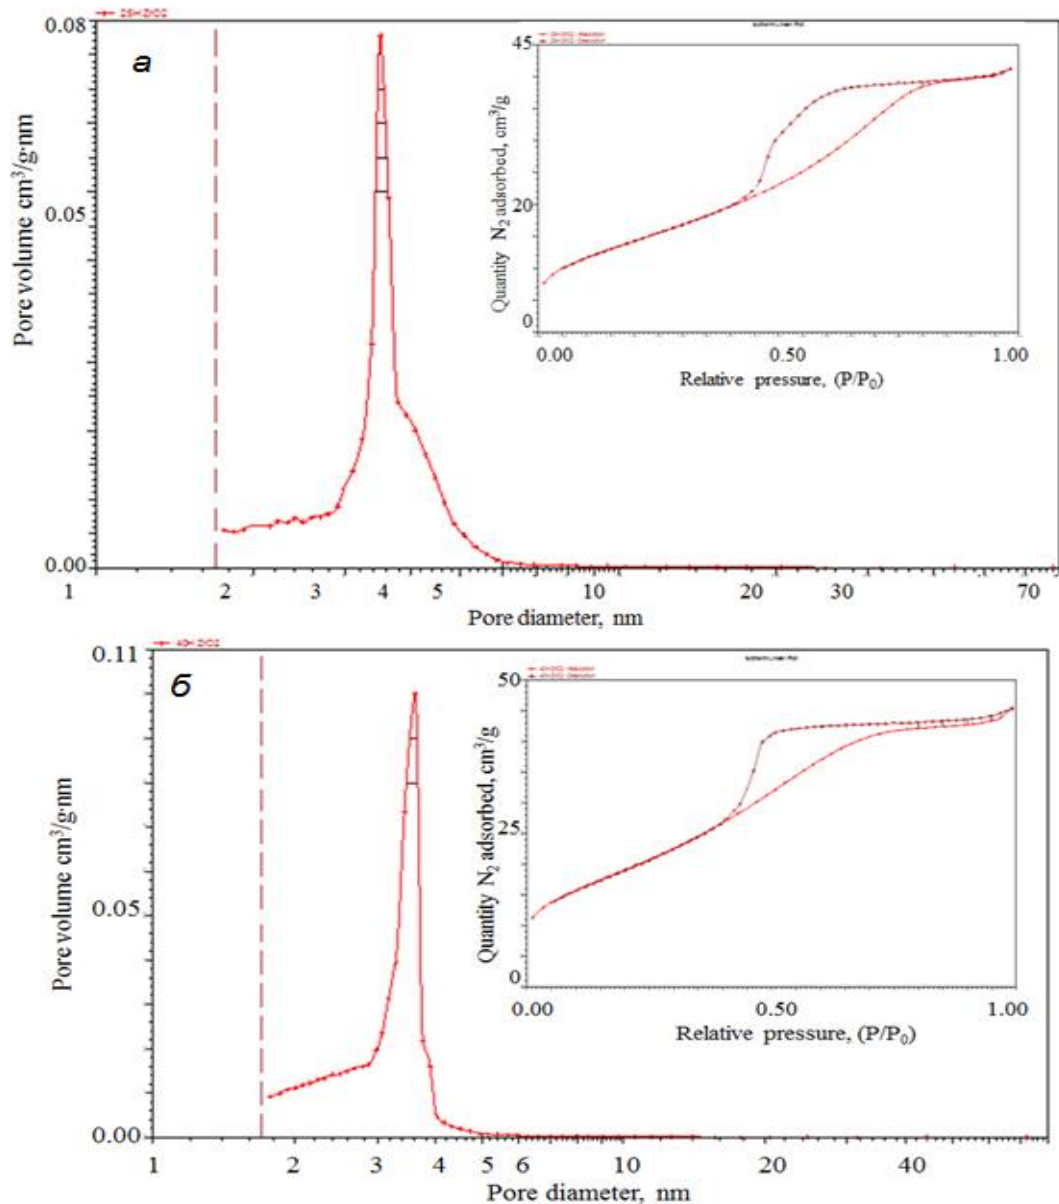 0.08
а
Pore volume cm³/g·nm
0.05
0.00
1 2 3 4 5 10 20 30 70
Pore diameter, nm
45
Quantity N₂ adsorbed, cm³/g
20
0
0.00 0.50 1.00
Relative pressure, (P/P₀)
0.11
б
Pore volume cm³/g·nm
0.05
0.00
1 2 3 4 5 6 10 20 40
Pore diameter, nm
50
Quantity N₂ adsorbed, cm³/g
25
0
0.00 0.50 1.00
Relative pressure, (P/P₀)